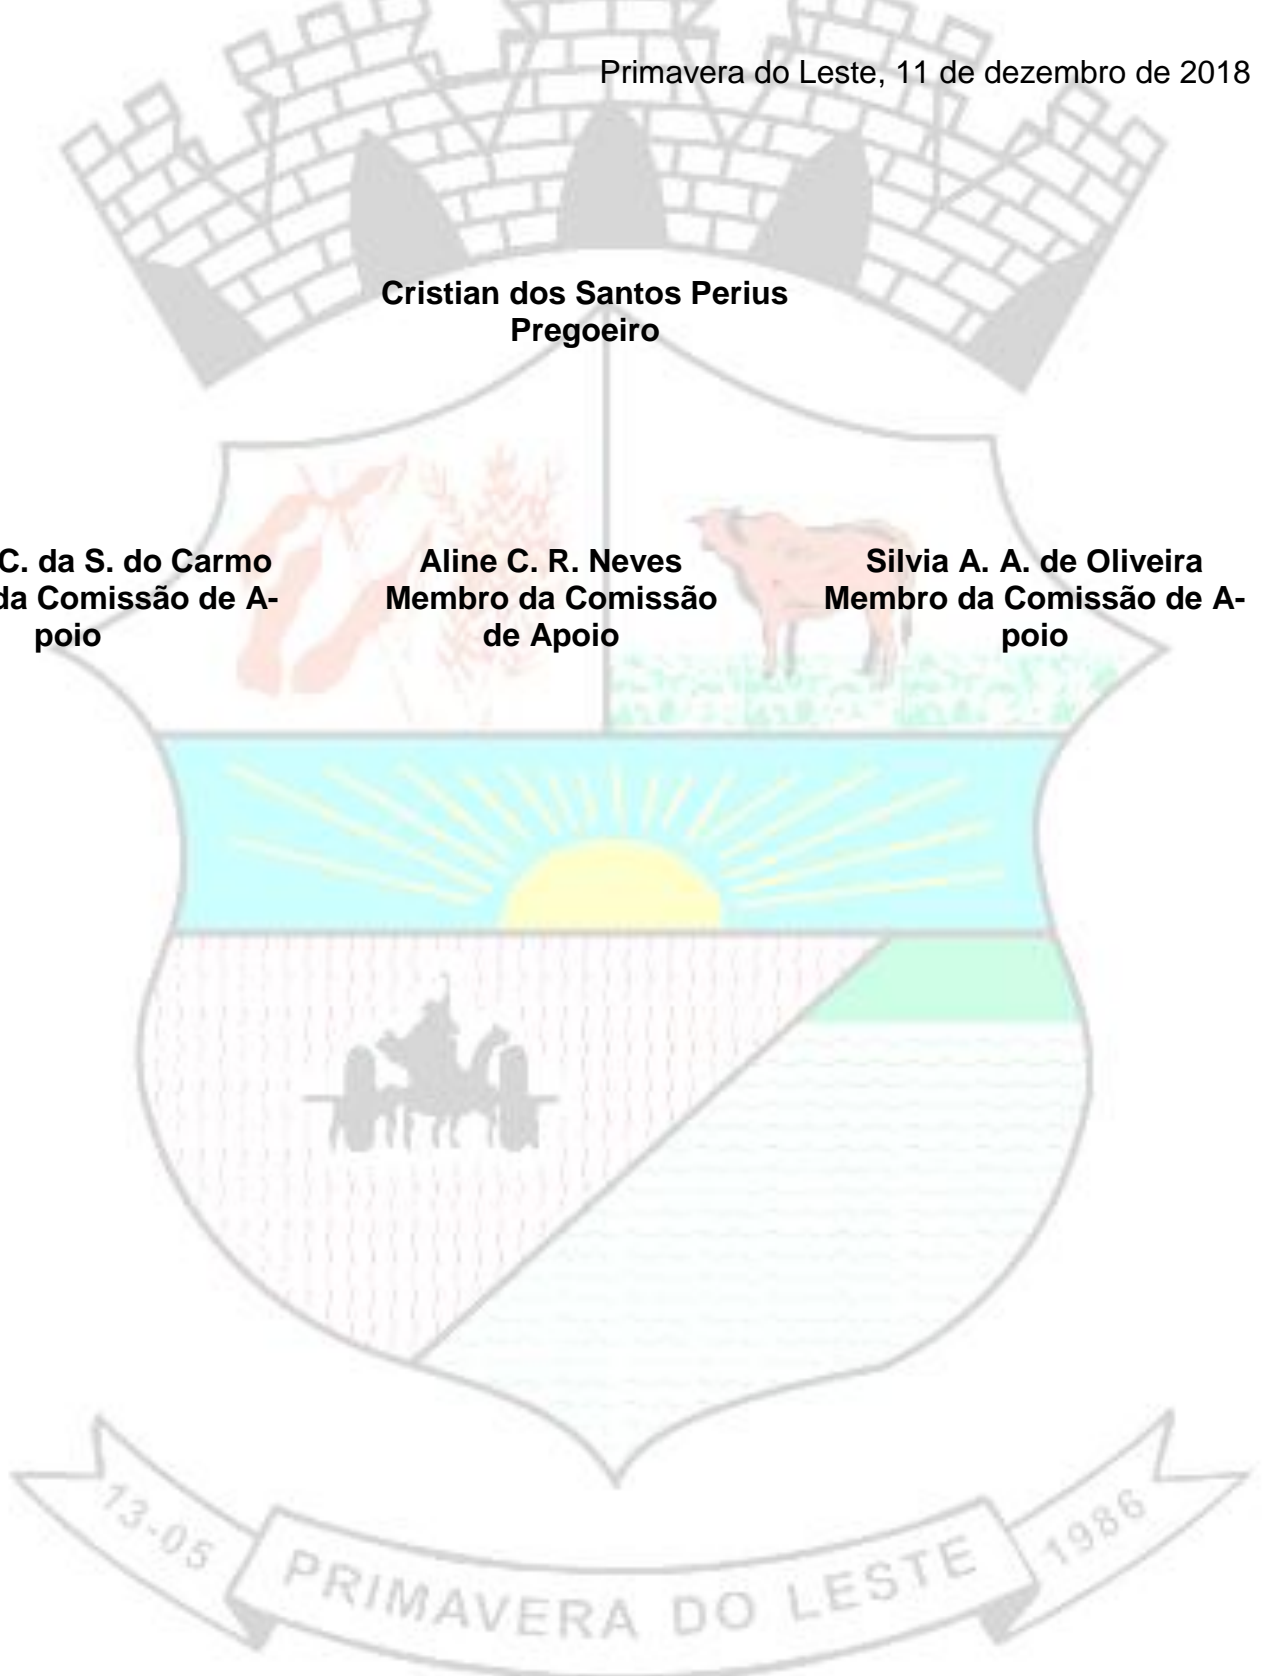 Primavera do Leste, 11 de dezembro de 2018
Cristian dos Santos Perius
Pregoeiro
C. da S. do Carmo
da Comissão de A-
poio
Aline C. R. Neves
Membro da Comissão
de Apoio
Silvia A. A. de Oliveira
Membro da Comissão de A-
poio
13-05
PRIMAVERA DO LESTE
1986